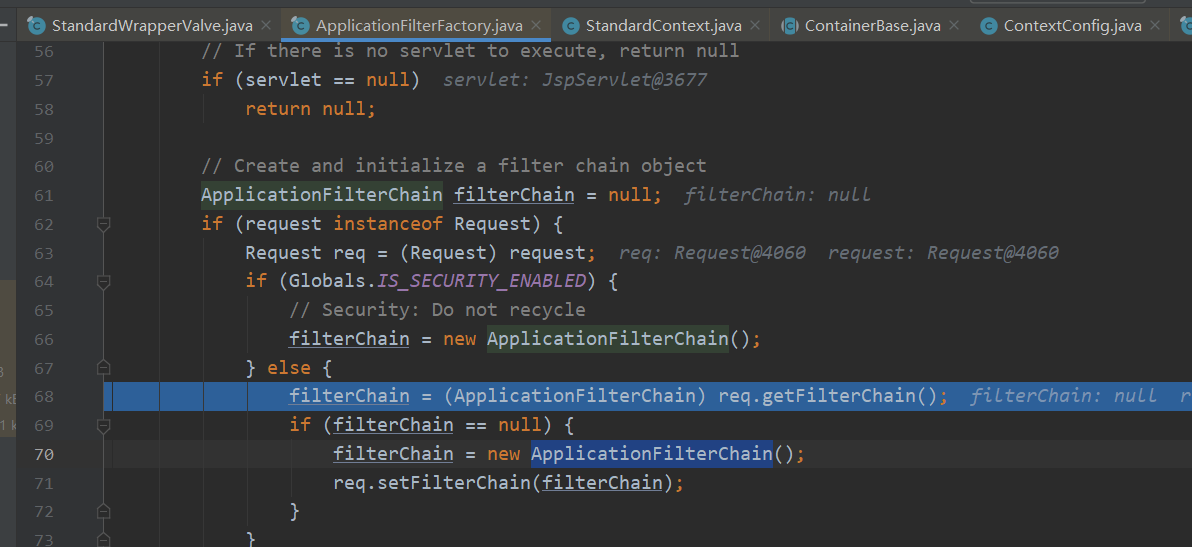 StandardWrapperValve.java ApplicationFilterFactory.java StandardContext.java ContainerBase.java ContextConfig.java
56 // If there is no servlet to execute, return null
57 if (servlet == null) servlet: JspServlet@3677
58 return null;
59
60 // Create and initialize a filter chain object
61 ApplicationFilterChain filterChain = null; filterChain: null
62 if (request instanceof Request) {
63 Request req = (Request) request; req: Request@4060 request: Request@4060
64 if (Globals.IS_SECURITY_ENABLED) {
65 // Security: Do not recycle
66 filterChain = new ApplicationFilterChain();
67 } else {
68 filterChain = (ApplicationFilterChain) req.getFilterChain(); filterChain: null r
69 if (filterChain == null) {
70 filterChain = new ApplicationFilterChain();
71 req.setFilterChain(filterChain);
72 }
73 }